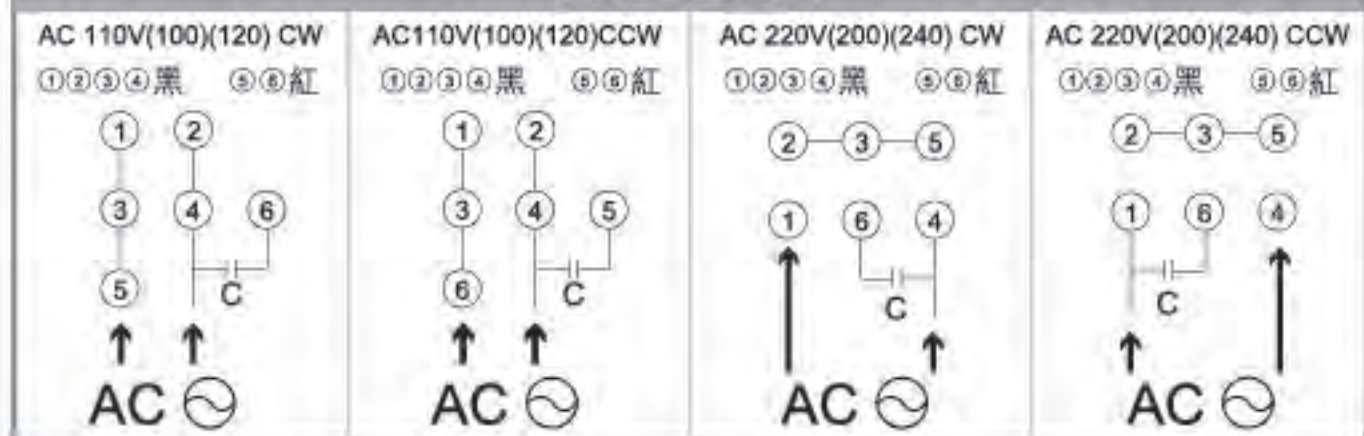 AC 110V(100)(120) CW
①②③④黑 ⑤⑥紅
① ②
③ ④ ⑥
⑤ C
AC
AC110V(100)(120)CCW
①②③④黑 ⑤⑥紅
① ②
③ ④ ⑤
⑥ C
AC
AC 220V(200)(240) CW
①②③④黑 ⑤⑥紅
② ③ ⑤
① ⑥ ④
C
AC
AC 220V(200)(240) CCW
①②③④黑 ⑤⑥紅
② ③ ⑤
① ⑥ ④
C
AC